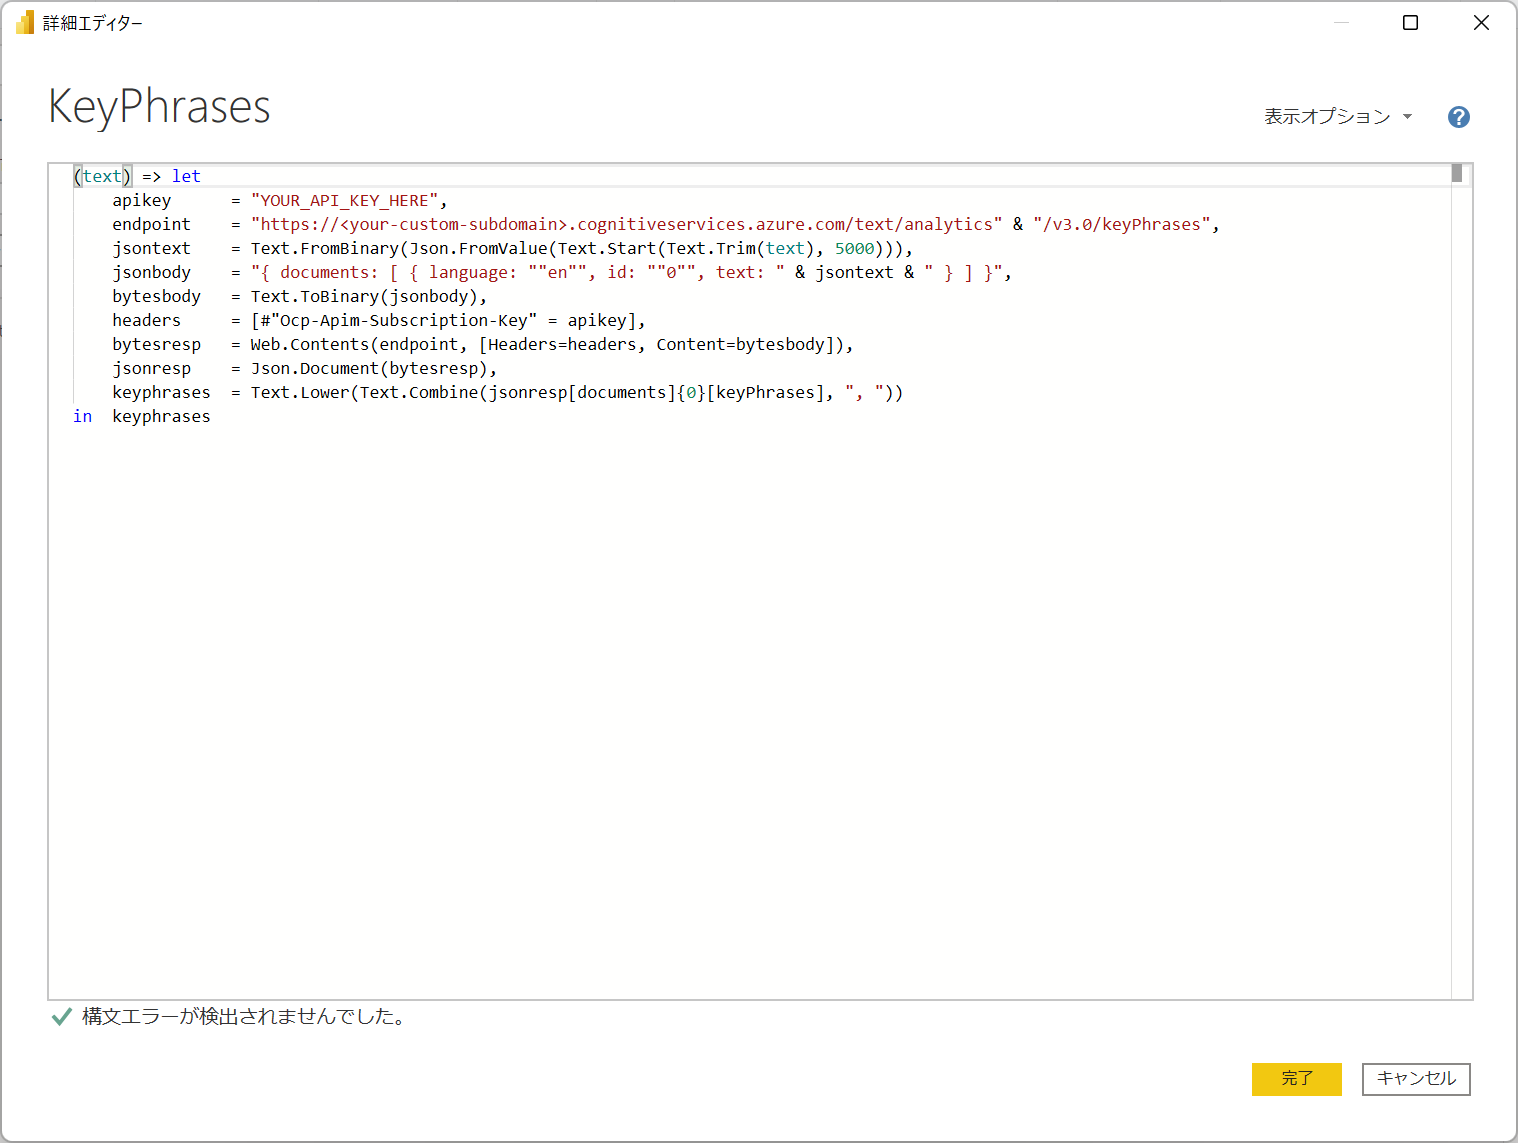 詳細エディター
KeyPhrases
表示オプション
?
(text) => let
    apikey      = "YOUR_API_KEY_HERE",
    endpoint    = "https://<your-custom-subdomain>.cognitiveservices.azure.com/text/analytics" & "/v3.0/keyPhrases",
    jsontext    = Text.FromBinary(Json.FromValue(Text.Start(Text.Trim(text), 5000))),
    jsonbody    = "{ documents: [ { language: ""en"", id: ""0"", text: " & jsontext & " } ] }",
    bytesbody   = Text.ToBinary(jsonbody),
    headers     = [#"Ocp-Apim-Subscription-Key" = apikey],
    bytesresp   = Web.Contents(endpoint, [Headers=headers, Content=bytesbody]),
    jsonresp    = Json.Document(bytesresp),
    keyphrases  = Text.Lower(Text.Combine(jsonresp[documents]{0}[keyPhrases], ", "))
in  keyphrases
構文エラーが検出されませんでした。
完了
キャンセル